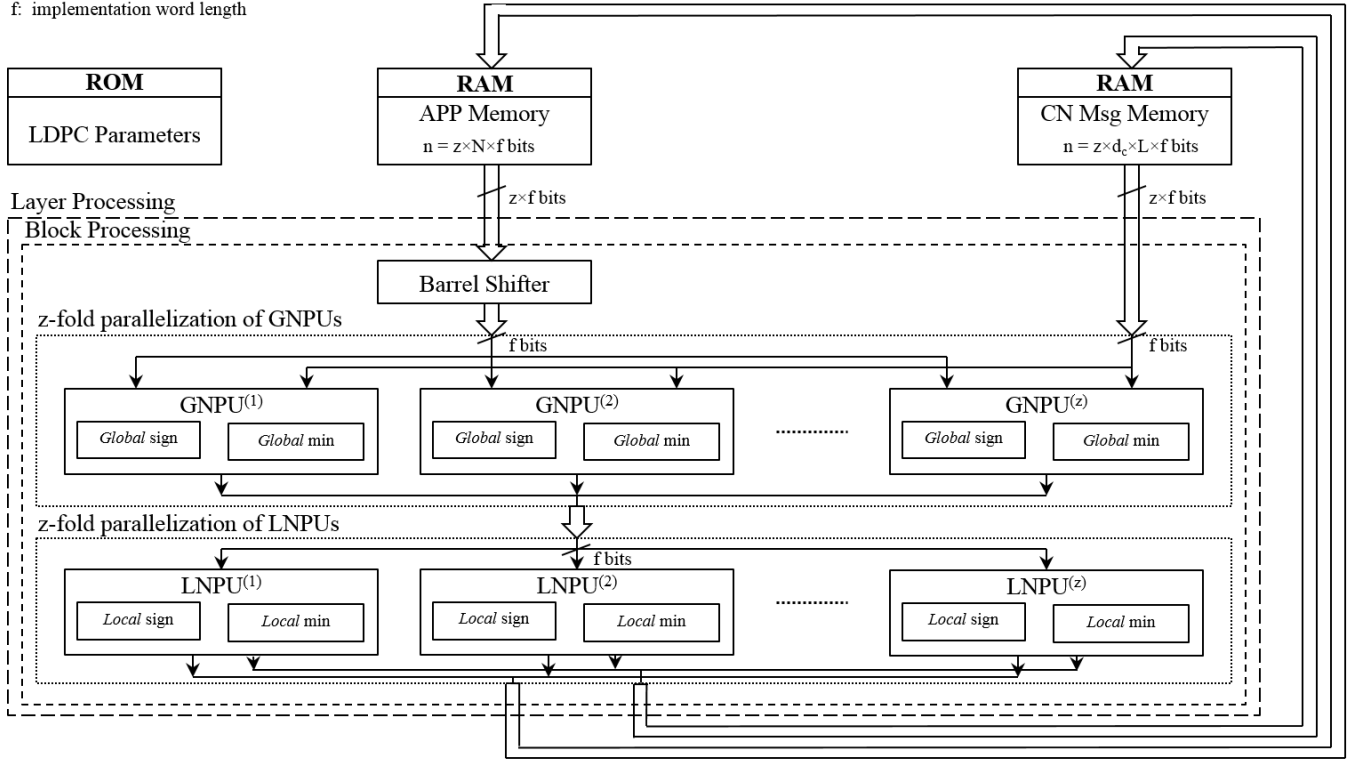 f: implementation word length
ROM
LDPC Parameters
RAM
APP Memory
n = z×N×f bits
RAM
CN Msg Memory
n = z×d_c×L×f bits
z×f bits
z×f bits
Layer Processing
Block Processing
Barrel Shifter
z-fold parallelization of GNPUs
f bits
f bits
GNPU(1)
Global sign
Global min
GNPU(2)
Global sign
Global min
..............
GNPU(z)
Global sign
Global min
z-fold parallelization of LNPUs
f bits
LNPU(1)
Local sign
Local min
LNPU(2)
Local sign
Local min
..............
LNPU(z)
Local sign
Local min